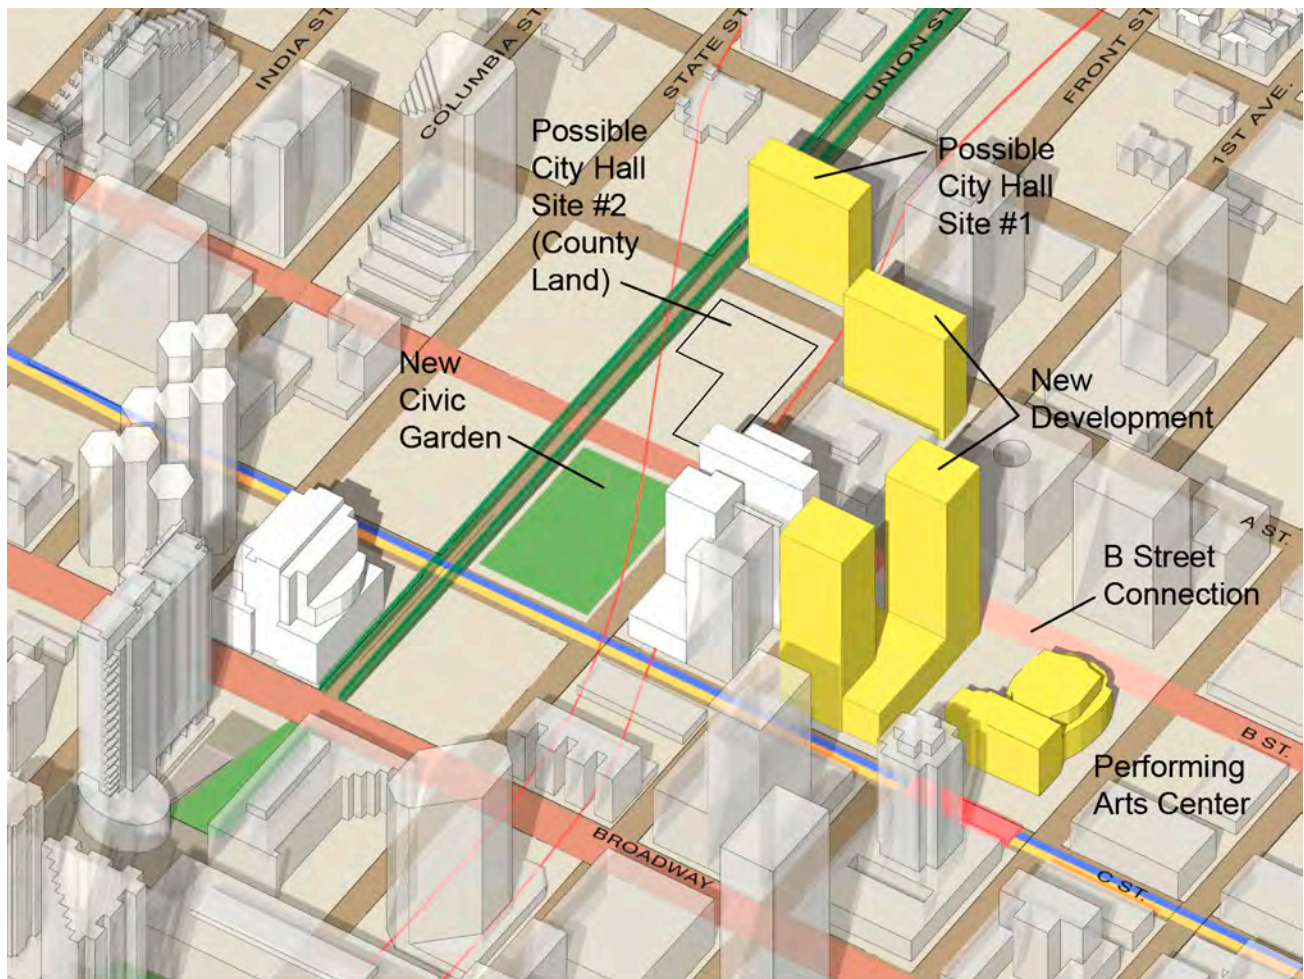 INDIA ST.
COLUMBIA ST.
STATE ST.
UNION ST.
FRONT ST.
1ST AVE.
Possible
City Hall
Site #2
(County
Land)
Possible
City Hall
Site #1
New
Civic
Garden
New
Development
A ST.
B Street
Connection
B ST.
Performing
Arts Center
BROADWAY
C ST.